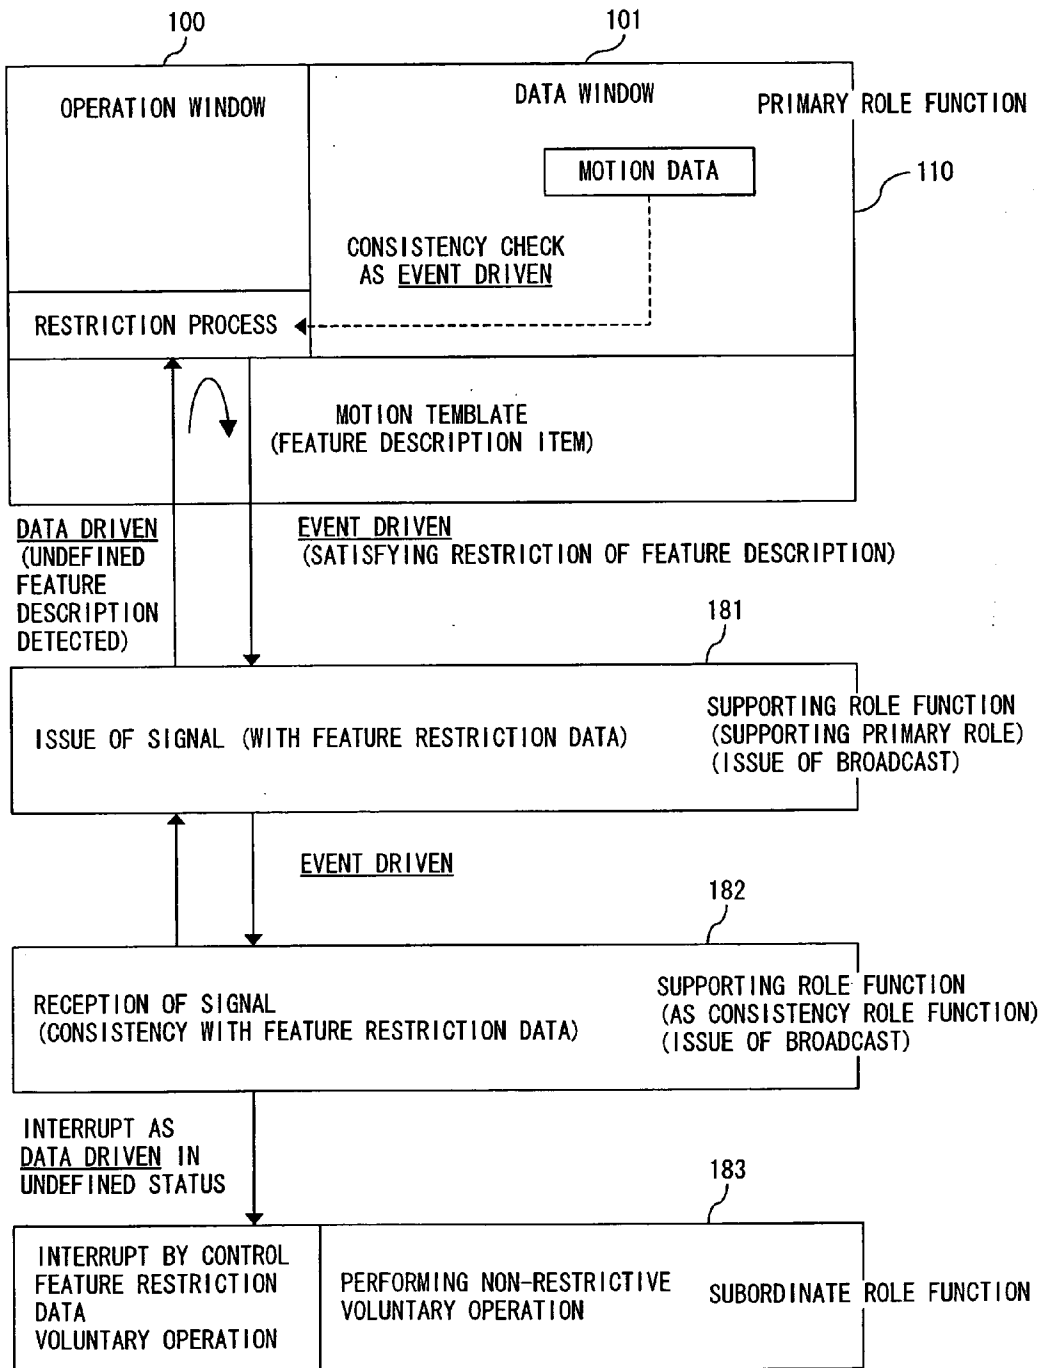 100
101
OPERATION WINDOW
DATA WINDOW
PRIMARY ROLE FUNCTION
MOTION DATA
110
CONSISTENCY CHECK
AS EVENT DRIVEN
RESTRICTION PROCESS
MOTION TEMBLATE
(FEATURE DESCRIPTION ITEM)
DATA DRIVEN
(UNDEFINED
FEATURE
DESCRIPTION
DETECTED)
EVENT DRIVEN
(SATISFYING RESTRICTION OF FEATURE DESCRIPTION)
181
ISSUE OF SIGNAL (WITH FEATURE RESTRICTION DATA)
SUPPORTING ROLE FUNCTION
(SUPPORTING PRIMARY ROLE)
(ISSUE OF BROADCAST)
EVENT DRIVEN
182
RECEPTION OF SIGNAL
(CONSISTENCY WITH FEATURE RESTRICTION DATA)
SUPPORTING ROLE FUNCTION
(AS CONSISTENCY ROLE FUNCTION)
(ISSUE OF BROADCAST)
INTERRUPT AS
DATA DRIVEN IN
UNDEFINED STATUS
183
INTERRUPT BY CONTROL
FEATURE RESTRICTION
DATA
VOLUNTARY OPERATION
PERFORMING NON-RESTRICTIVE
VOLUNTARY OPERATION
SUBORDINATE ROLE FUNCTION